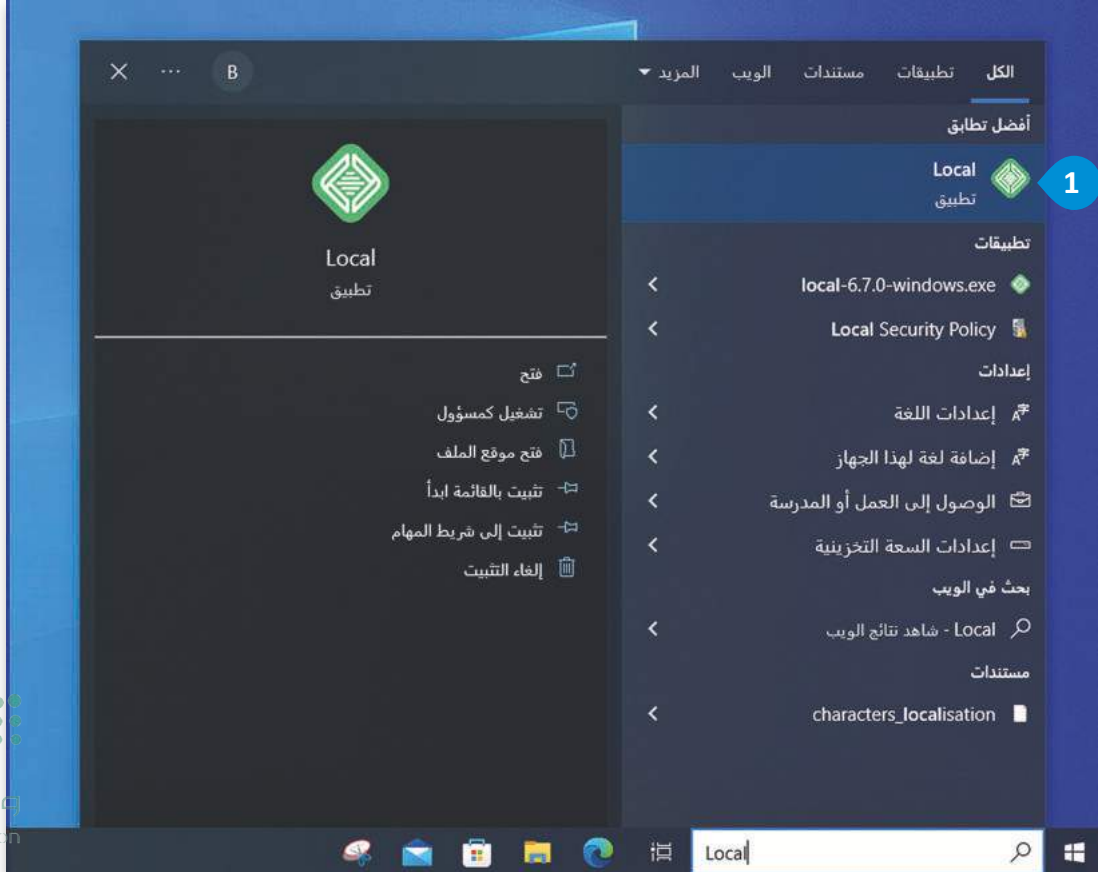 الكل تطبيقات مستندات الويب المزيد
B
أفضل تطابق
Local
تطبيق
1
تطبيقات
local-6.7.0-windows.exe
Local Security Policy
إعدادات
إعدادات اللغة
إضافة لغة لهذا الجهاز
الوصول إلى العمل أو المدرسة
إعدادات السعة التخزينية
بحث في الويب
Local - شاهد نتائج الويب
مستندات
characters_localisation
Local
تطبيق
فتح
تشغيل كمسؤول
فتح موقع الملف
تثبيت بالقائمة ابدأ
تثبيت إلى شريط المهام
إلغاء التثبيت
Local